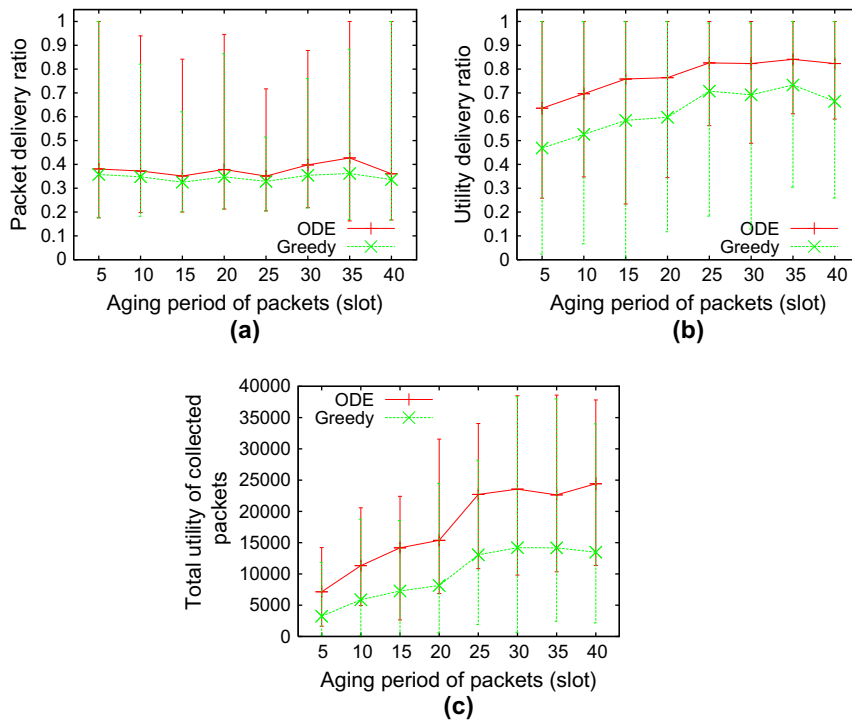 1
0.9
0.8
0.7
0.6
0.5
0.4
0.3
0.2
0.1
0
Packet delivery ratio
ODE
Greedy
5 10 15 20 25 30 35 40
Aging period of packets (slot)
(a)
1
0.9
0.8
0.7
0.6
0.5
0.4
0.3
0.2
0.1
0
Utility delivery ratio
ODE
Greedy
5 10 15 20 25 30 35 40
Aging period of packets (slot)
(b)
40000
35000
30000
25000
20000
15000
10000
5000
0
Total utility of collected
packets
ODE
Greedy
5 10 15 20 25 30 35 40
Aging period of packets (slot)
(c)